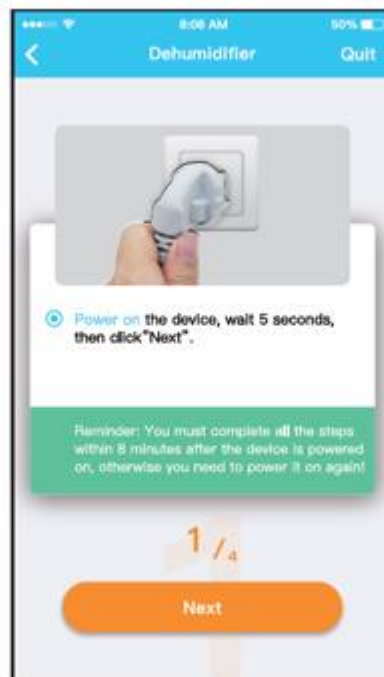 8:08 AM 50%
Dehumidifier Quit
Power on the device, wait 5 seconds,
then click"Next".
Reminder: You must complete all the steps
within 8 minutes after the device is powered
on, otherwise you need to power it on again!
1/4
Next